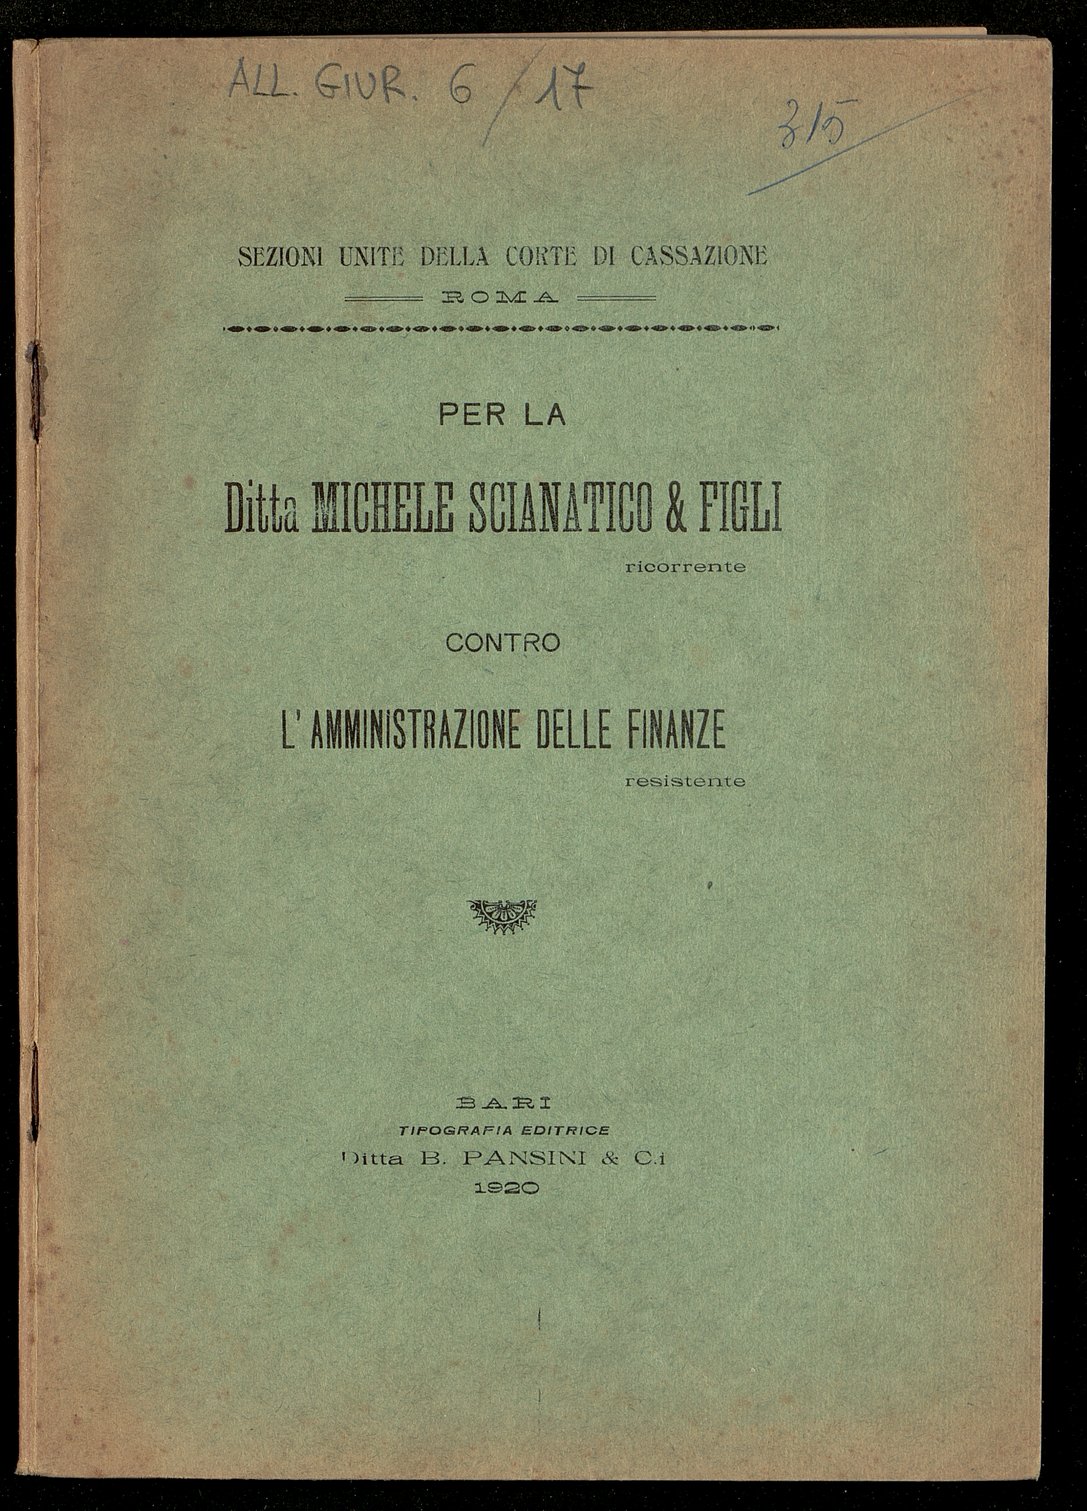 ALL. GIUR. 6 / 17
315
SEZIONI UNITE DELLA CORTE DI CASSAZIONE
ROMA
PER LA
Ditta MICHELE SCIANATICO & FIGLI
ricorrente
CONTRO
L' AMMINISTRAZIONE DELLE FINANZE
resistente
BARI
TIPOGRAFIA EDITRICE
Ditta B. PANSINI & C.i
1920